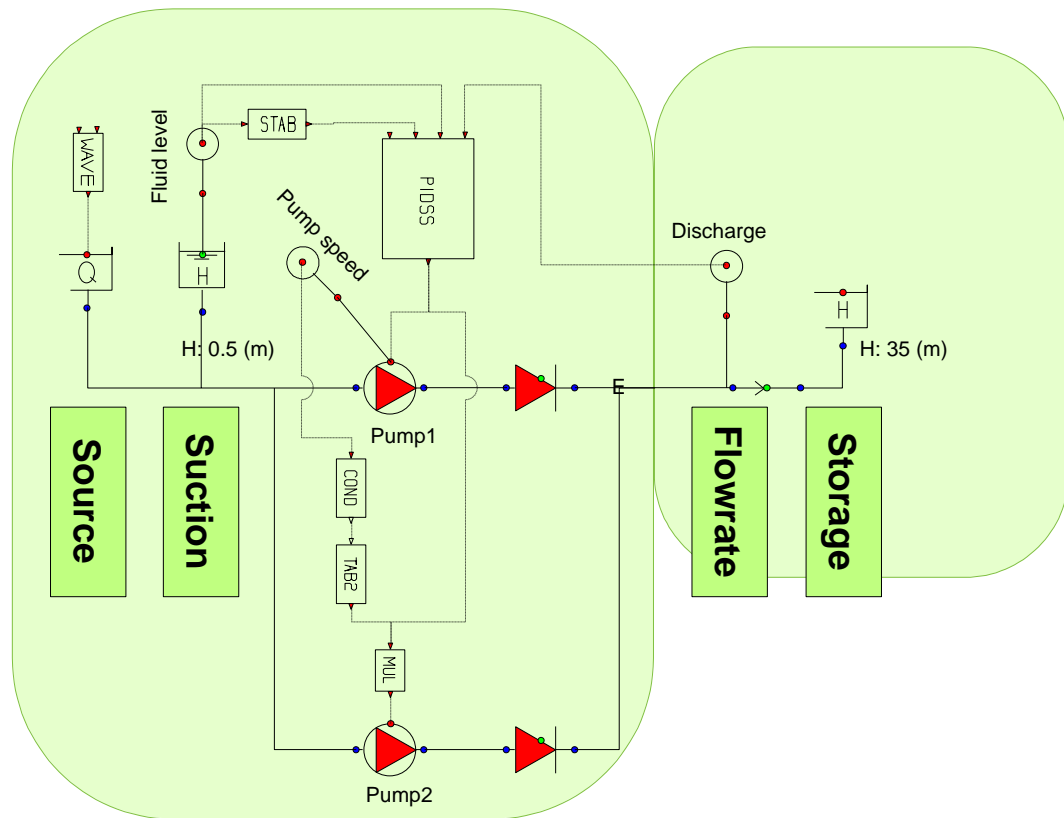 STAB
WAVE
Fluid level
PIDSS
Pump speed
Discharge
Q
H
H
H: 0.5 (m)
H: 35 (m)
E
Pump1
Source
Suction
Flowrate
Storage
COND
TAB2
MUL
Pump2